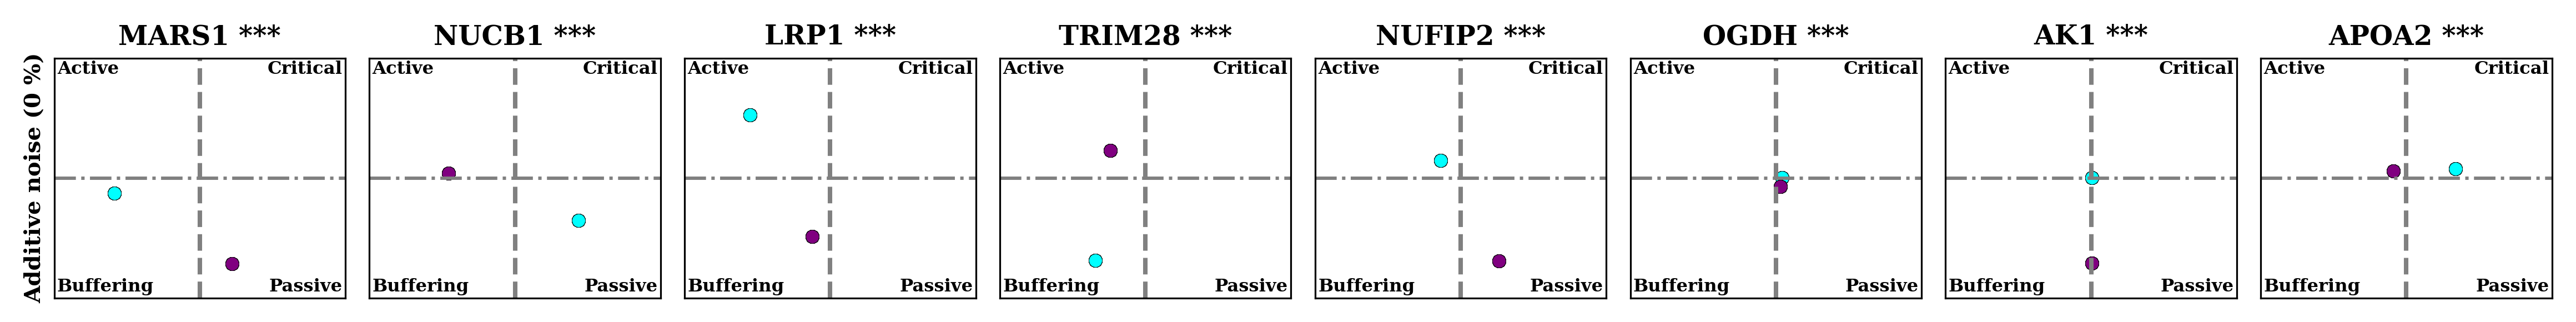 MARS1 ***
NUCB1 ***
LRP1 ***
TRIM28 ***
NUFIP2 ***
OGDH ***
AK1 ***
APOA2 ***
Additive noise (0 %)
Active Critical
Active Critical
Active Critical
Active Critical
Active Critical
Active Critical
Active Critical
Active Critical
Buffering Passive
Buffering Passive
Buffering Passive
Buffering Passive
Buffering Passive
Buffering Passive
Buffering Passive
Buffering Passive